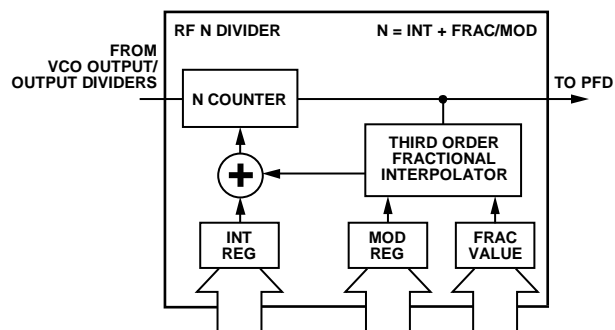 RF N DIVIDER
N = INT + FRAC/MOD
FROM
VCO OUTPUT/
OUTPUT DIVIDERS
N COUNTER
TO PFD
THIRD ORDER
FRACTIONAL
INTERPOLATOR
+
INT
REG
MOD
REG
FRAC
VALUE